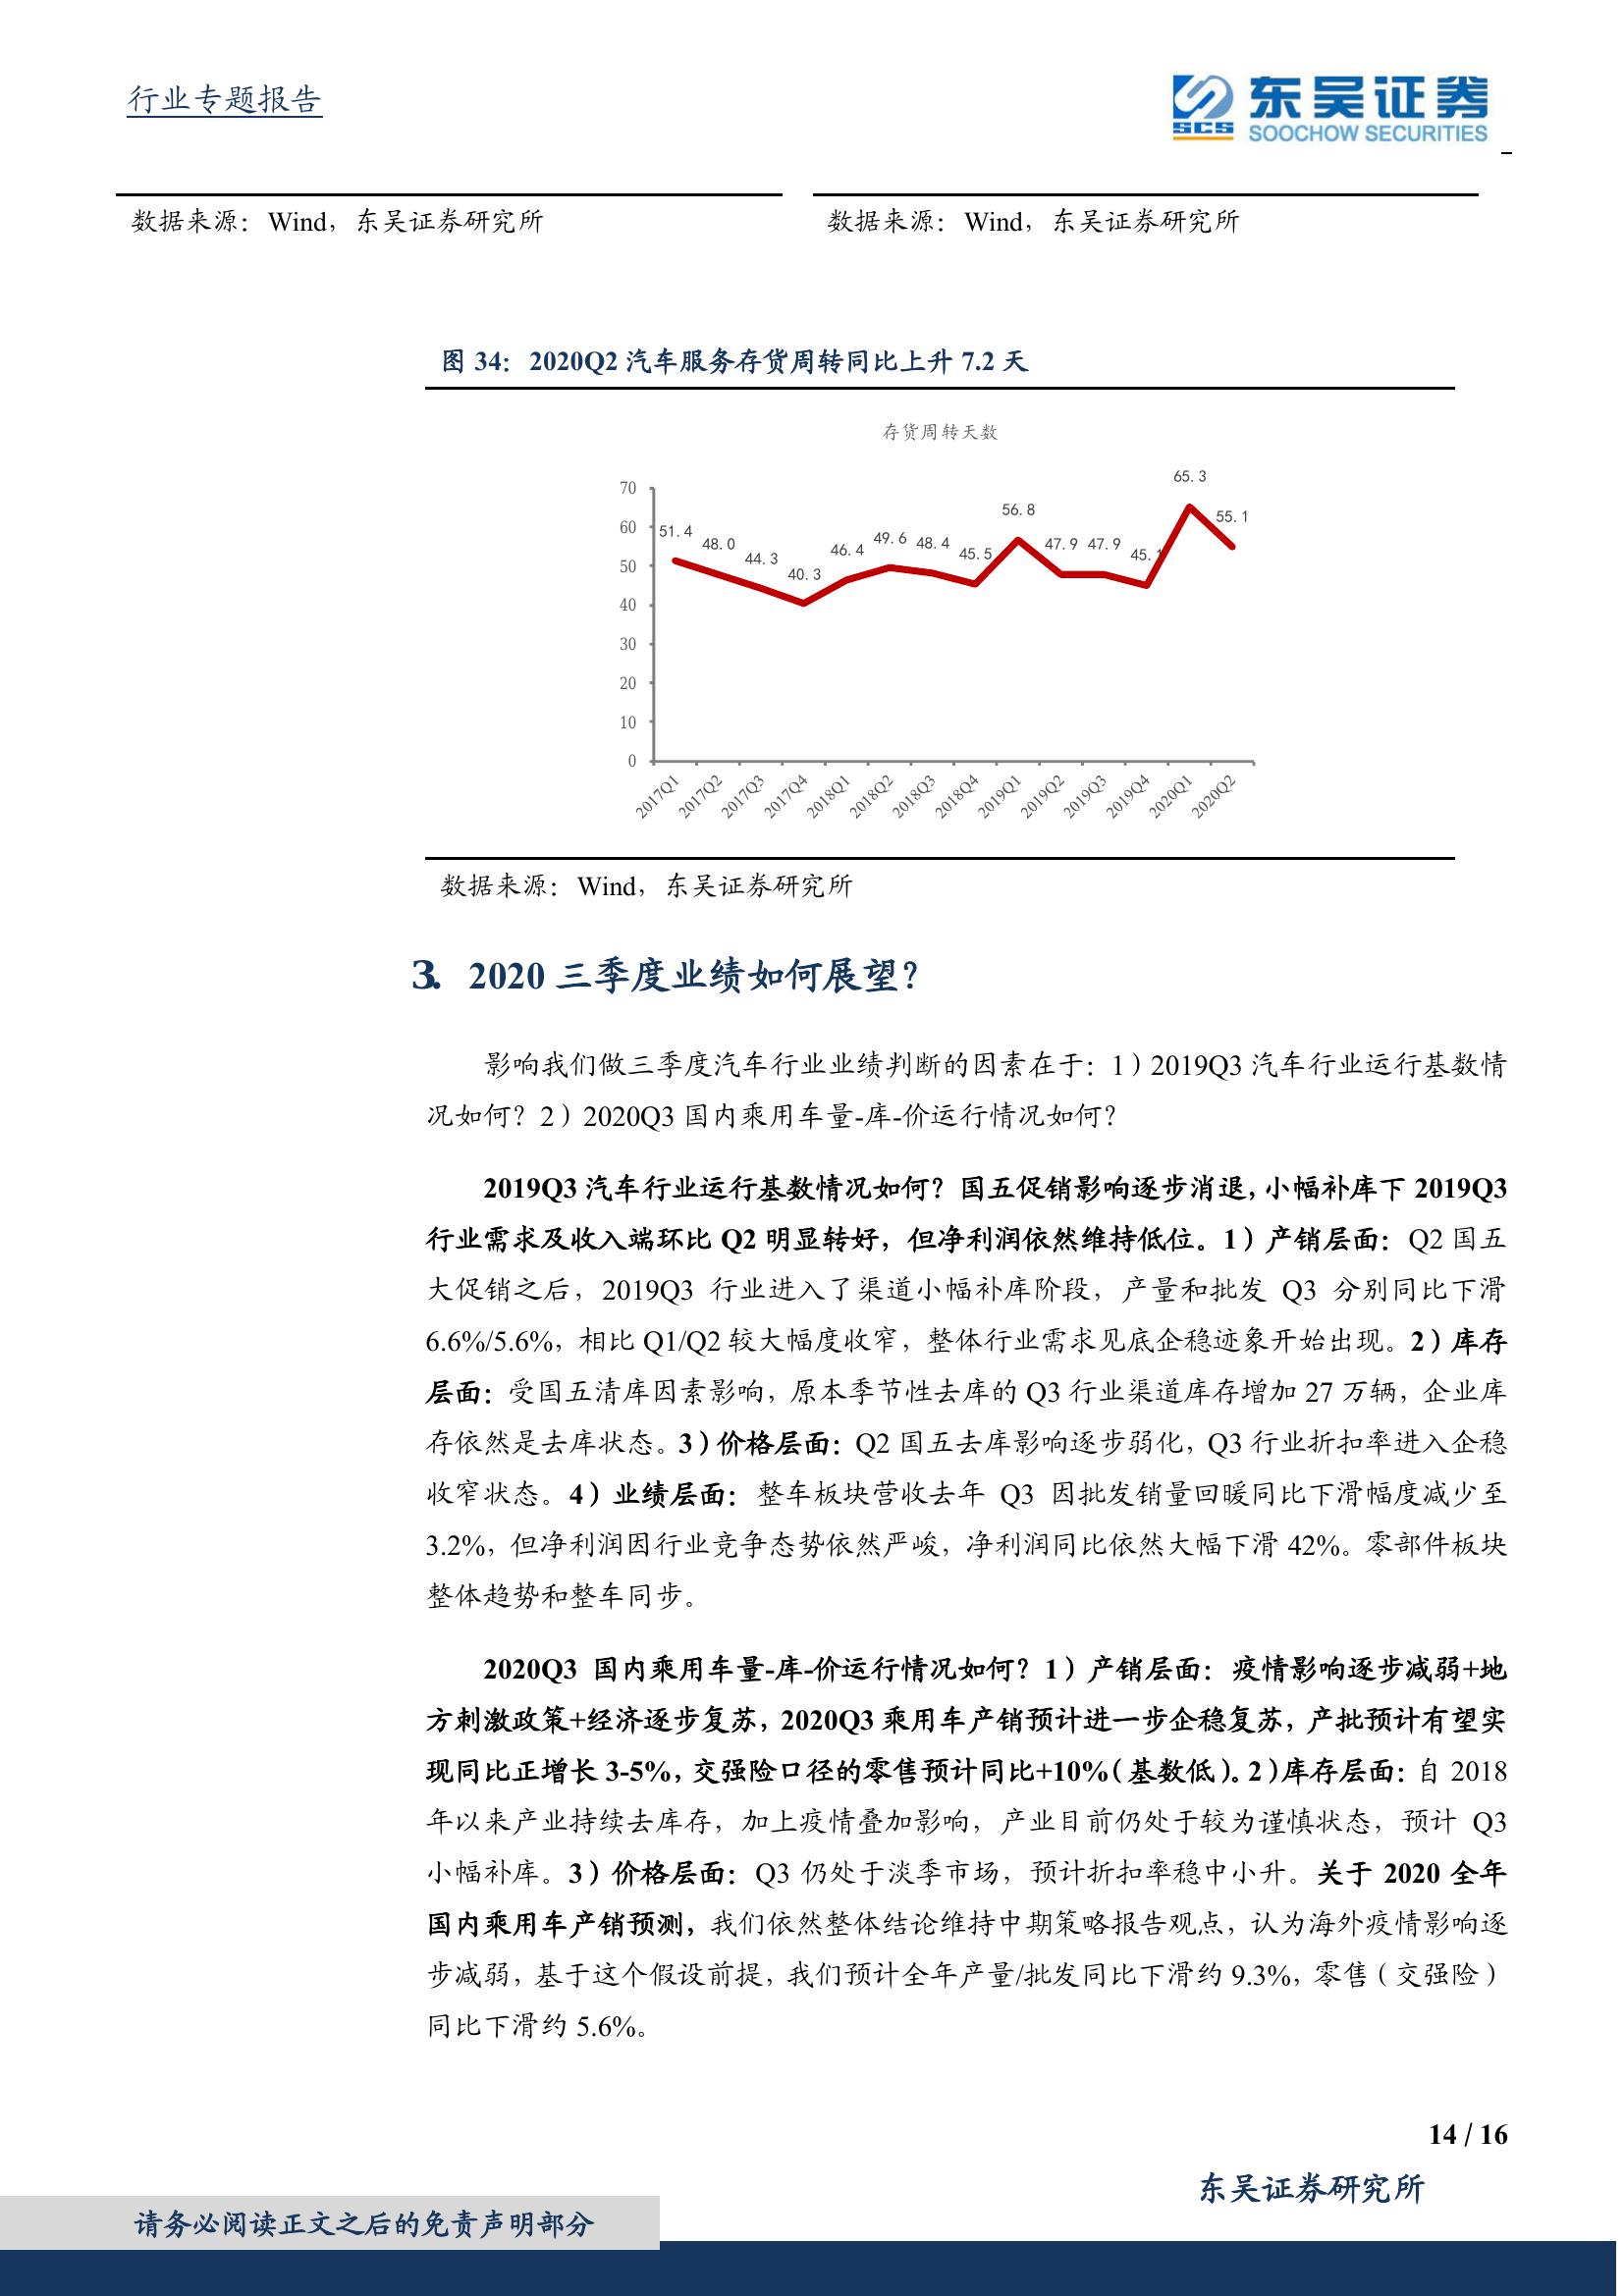 行业专题报告
东吴证券
SCS
SOOCHOW SECURITIES
数据来源：Wind，东吴证券研究所
数据来源：Wind，东吴证券研究所
图 34：2020Q2 汽车服务存货周转同比上升 7.2 天
存货周转天数
70
60
50
40
30
20
10
0
51.4
48.0
44.3
40.3
46.4
49.6
48.4
45.5
56.8
47.9
47.9
45.1
65.3
55.1
2017Q1
2017Q2
2017Q3
2017Q4
2018Q1
2018Q2
2018Q3
2018Q4
2019Q1
2019Q2
2019Q3
2019Q4
2020Q1
2020Q2
数据来源：Wind，东吴证券研究所
3. 2020 三季度业绩如何展望？
影响我们做三季度汽车行业业绩判断的因素在于：1）2019Q3 汽车行业运行基数情
况如何？2）2020Q3 国内乘用车量-库-价运行情况如何？
2019Q3 汽车行业运行基数情况如何？国五促销影响逐步消退，小幅补库下 2019Q3
行业需求及收入端环比 Q2 明显转好，但净利润依然维持低位。1）产销层面：Q2 国五
大促销之后，2019Q3 行业进入了渠道小幅补库阶段，产量和批发 Q3 分别同比下滑
6.6%/5.6%，相比 Q1/Q2 较大幅度收窄，整体行业需求见底企稳迹象开始出现。2）库存
层面：受国五清库因素影响，原本季节性去库的 Q3 行业渠道库存增加 27 万辆，企业库
存依然是去库状态。3）价格层面：Q2 国五去库影响逐步弱化，Q3 行业折扣率进入企稳
收窄状态。4）业绩层面：整车板块营收去年 Q3 因批发销量回暖同比下滑幅度减少至
3.2%，但净利润因行业竞争态势依然严峻，净利润同比依然大幅下滑 42%。零部件板块
整体趋势和整车同步。
2020Q3 国内乘用车量-库-价运行情况如何？1）产销层面：疫情影响逐步减弱+地
方刺激政策+经济逐步复苏，2020Q3 乘用车产销预计进一步企稳复苏，产批预计有望实
现同比正增长 3-5%，交强险口径的零售预计同比+10%（基数低）。2）库存层面：自 2018
年以来产业持续去库存，加上疫情叠加影响，产业目前仍处于较为谨慎状态，预计 Q3
小幅补库。3）价格层面：Q3 仍处于淡季市场，预计折扣率稳中小升。关于 2020 全年
国内乘用车产销预测，我们依然整体结论维持中期策略报告观点，认为海外疫情影响逐
步减弱，基于这个假设前提，我们预计全年产量/批发同比下滑约 9.3%，零售（交强险）
同比下滑约 5.6%。
14 / 16
东吴证券研究所
请务必阅读正文之后的免责声明部分